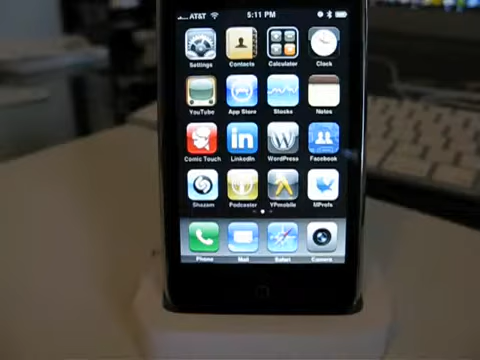 AT&T 5:11 PM
Settings Contacts Calculator Clock
YouTube App Store Stocks Notes
Comic Touch LinkedIn WordPress Facebook
in
Shazam Podcaster YPmobile MProfs
Phone Mail Safari Camera